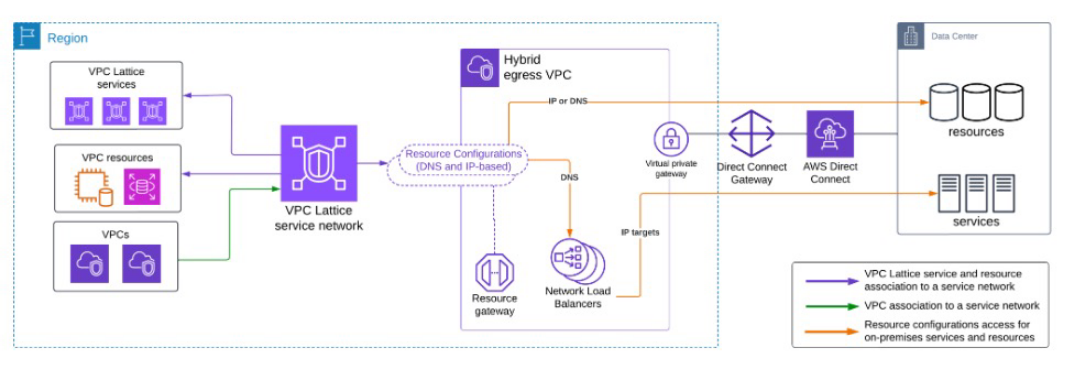 Region
VPC Lattice
services
VPC resources
VPCs
VPC Lattice
service network
Hybrid
egress VPC
Resource Configurations
(DNS and IP-based)
IP or DNS
DNS
IP targets
Resource
gateway
Network Load
Balancers
Virtual private
gateway
Direct Connect
Gateway
AWS Direct
Connect
Data Center
resources
services
VPC Lattice service and resource
association to a service network
VPC association to a service network
Resource configurations access for
on-premises services and resources